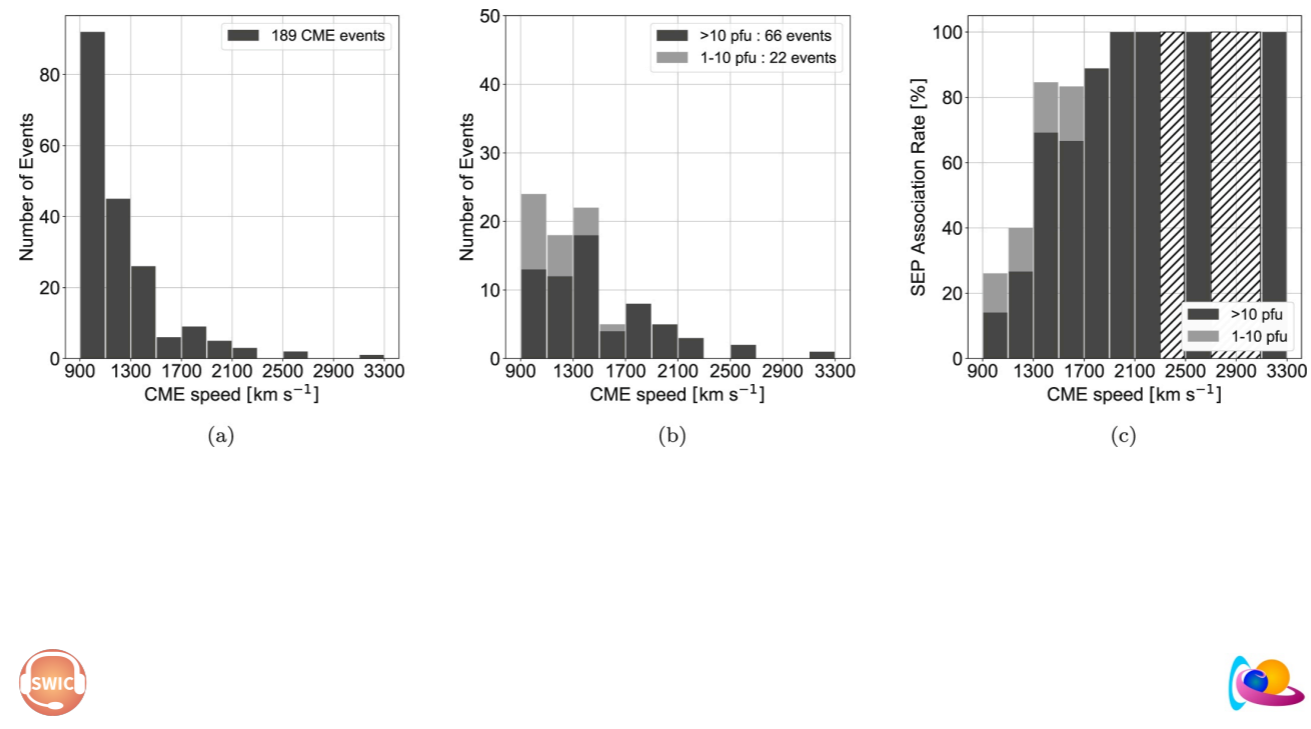 189 CME events
Number of Events
80
60
40
20
0
900 1300 1700 2100 2500 2900 3300
CME speed [km s⁻¹]
(a)
>10 pfu : 66 events
1-10 pfu : 22 events
Number of Events
50
40
30
20
10
0
900 1300 1700 2100 2500 2900 3300
CME speed [km s⁻¹]
(b)
SEP Association Rate [%]
100
80
60
40
20
0
>10 pfu
1-10 pfu
900 1300 1700 2100 2500 2900 3300
CME speed [km s⁻¹]
(c)
SWIC